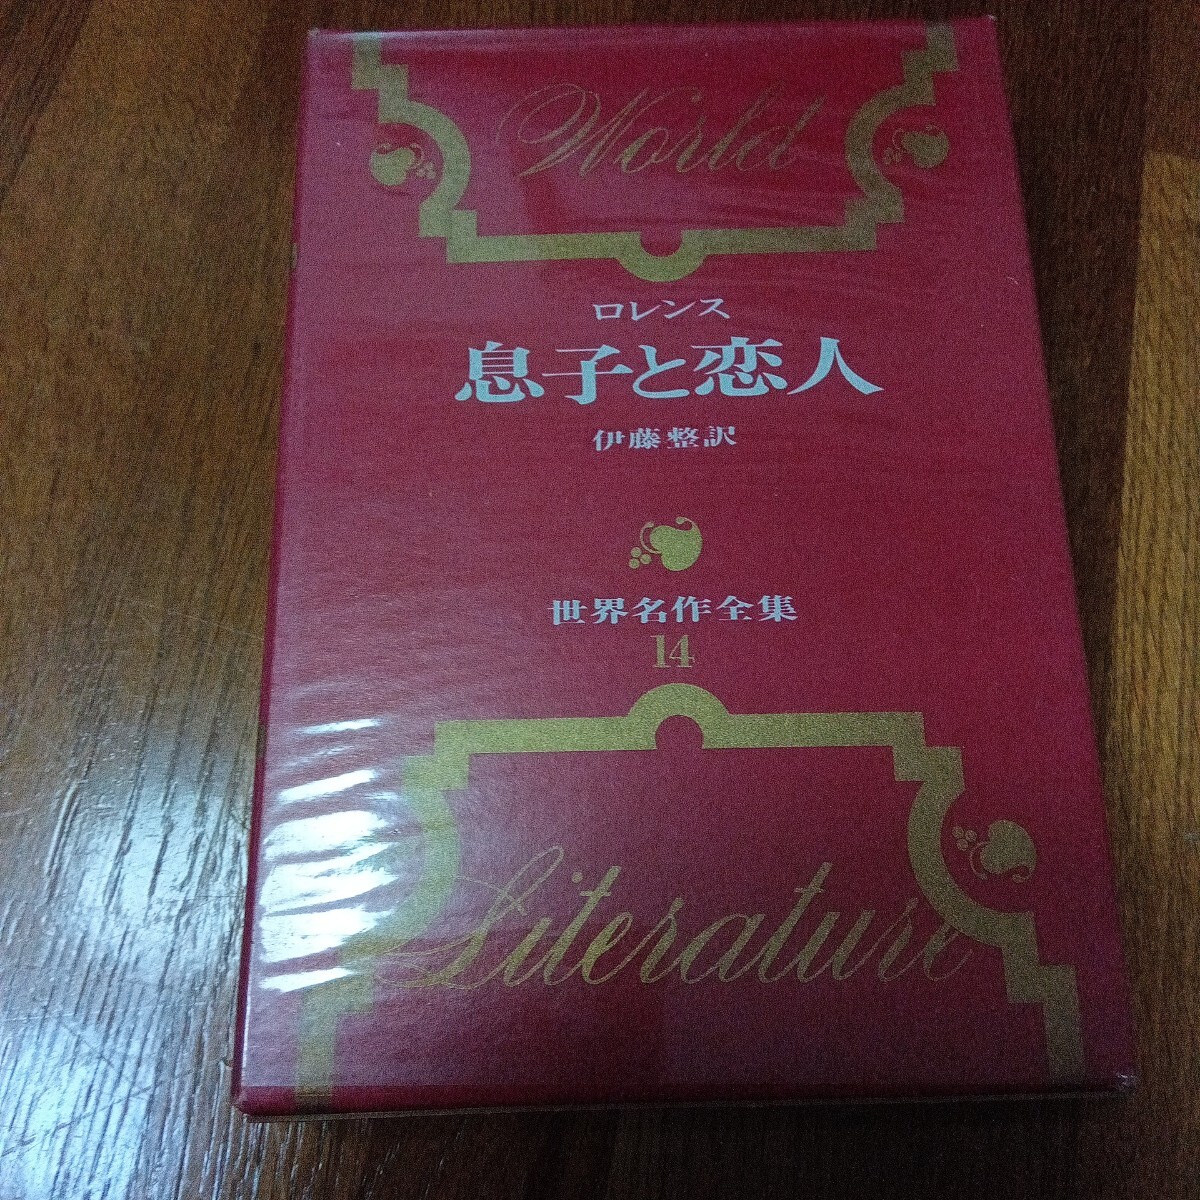 World
ロレンス
息子と恋人
伊藤整訳
世界名作全集
14
Literature